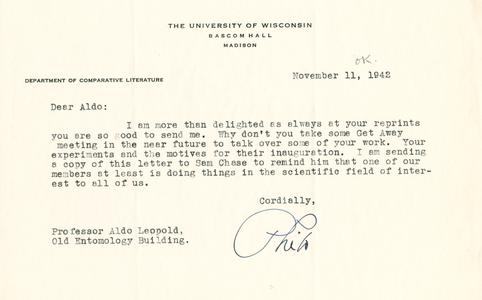 THE UNIVERSITY OF WISCONSIN
BASCOM HALL
MADISON
OK.
DEPARTMENT OF COMPARATIVE LITERATURE
November 11, 1942
Dear Aldo:
I am more than delighted as always at your reprints
you are so good to send me. Why don't you take some Get Away
meeting in the near future to talk over some of your work. Your
experiments and the motives for their inauguration. I am sending
a copy of this letter to Sam Chase to remind him that one of our
members at least is doing things in the scientific field of inter-
est to all of us.
Cordially,
Philo
Professor Aldo Leopold,
Old Entomology Building.